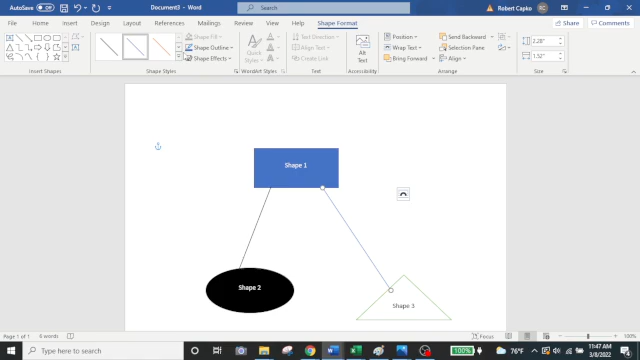 AutoSave Off Document3 - Word Search (Alt+Q) Robert Capko RC
File Home Insert Draw Design Layout References Mailings Review View Help Shape Format Share Comments
Shape Fill
Shape Outline
Shape Effects
Quick Styles
Text Direction
Align Text
Create Link
Alt Text
Position
Wrap Text
Bring Forward
Send Backward
Selection Pane
Align
2.28"
1.52"
Insert Shapes Shape Styles WordArt Styles Text Accessibility Arrange Size
Shape 1
Shape 2
Shape 3
Page 1 of 1 6 words Focus 100%
Type here to search 100% 76°F 11:47 AM
3/8/2022